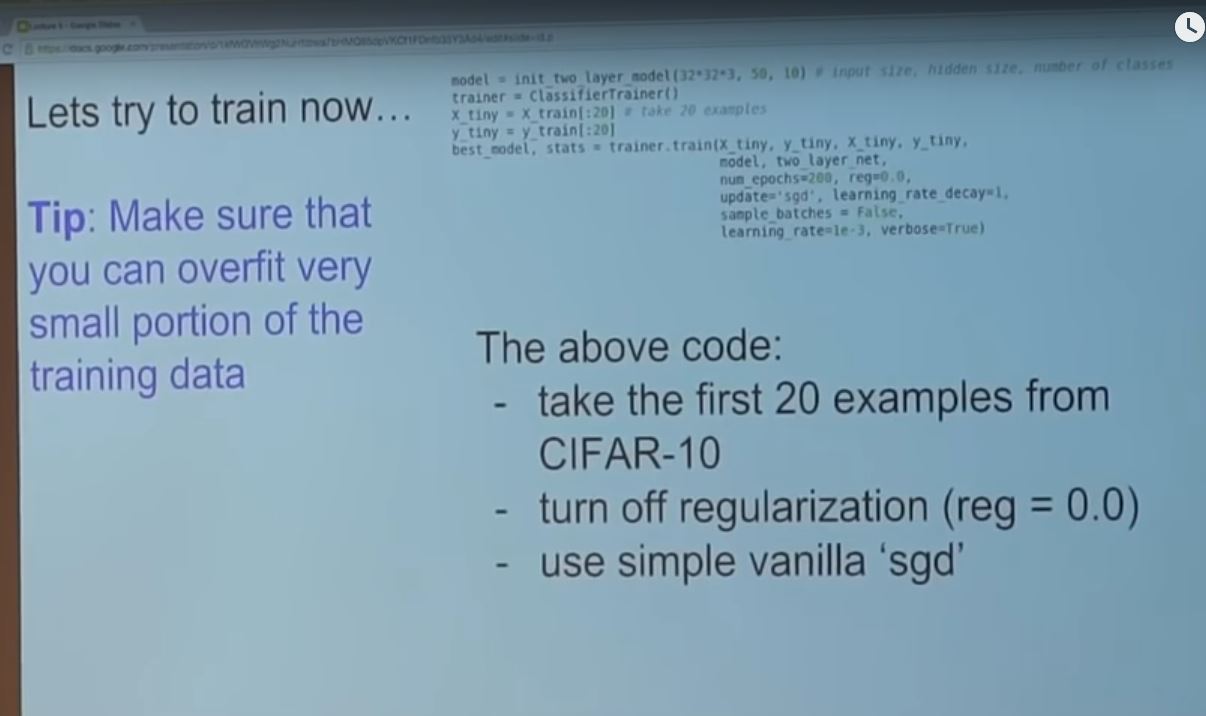 Lecture 5 - Google Slides
Lets try to train now...
Tip: Make sure that
you can overfit very
small portion of the
training data
model = init_two_layer_model(32*32*3, 50, 10) # input size, hidden size, number of classes
trainer = ClassifierTrainer()
X_tiny = X_train[:20] # take 20 examples
y_tiny = y_train[:20]
best_model, stats = trainer.train(X_tiny, y_tiny, X_tiny, y_tiny,
model, two_layer_net,
num_epochs=200, reg=0.0,
update='sgd', learning_rate_decay=1,
sample_batches = False,
learning_rate=1e-3, verbose=True)
The above code:
- take the first 20 examples from
CIFAR-10
- turn off regularization (reg = 0.0)
- use simple vanilla ‘sgd’